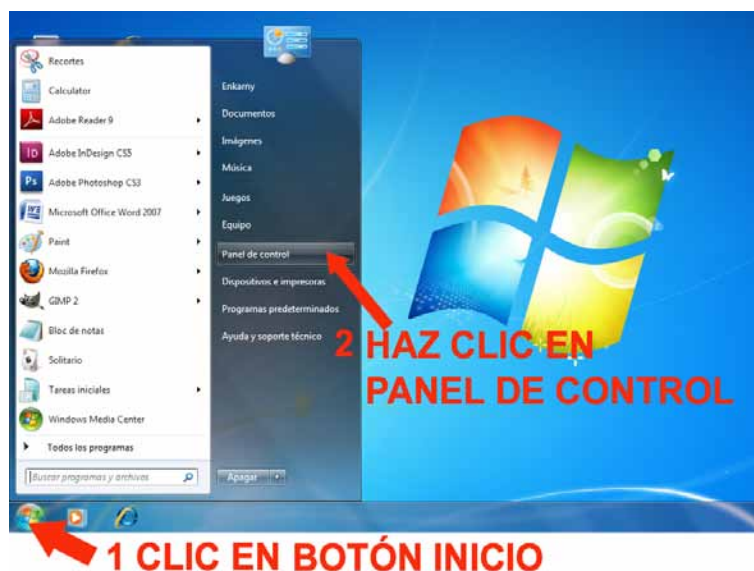 Recortes
Calculator
Adobe Reader 9
Adobe InDesign CS5
Adobe Photoshop CS3
Microsoft Office Word 2007
Paint
Mozilla Firefox
GIMP 2
Bloc de notas
Solitario
Tareas iniciales
Windows Media Center
Todos los programas
Buscar programas y archivos
Enkarny
Documentos
Imágenes
Música
Juegos
Equipo
Panel de control
Dispositivos e impresoras
Programas predeterminados
Ayuda y soporte técnico
Apagar
2 HAZ CLIC EN
PANEL DE CONTROL
1 CLIC EN BOTÓN INICIO